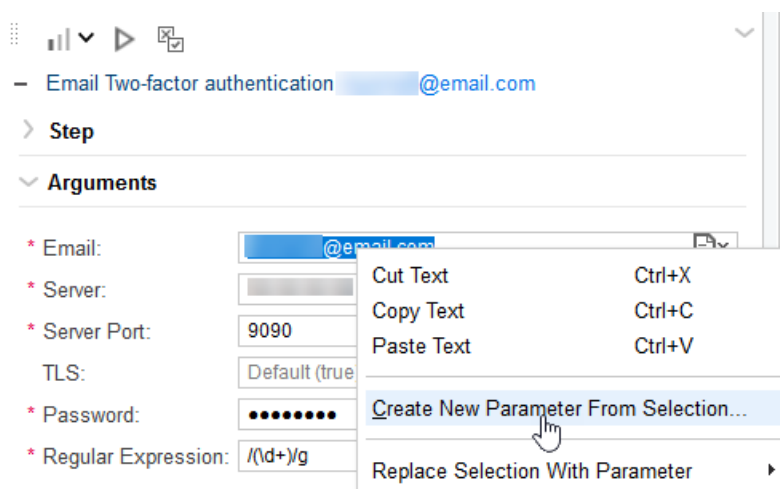 Email Two-factor authentication @email.com
Step
Arguments
* Email: @email.com
* Server:
* Server Port: 9090
TLS: Default (true
* Password: ••••••••
* Regular Expression: /(\d+)/g
Cut Text Ctrl+X
Copy Text Ctrl+C
Paste Text Ctrl+V
Create New Parameter From Selection...
Replace Selection With Parameter